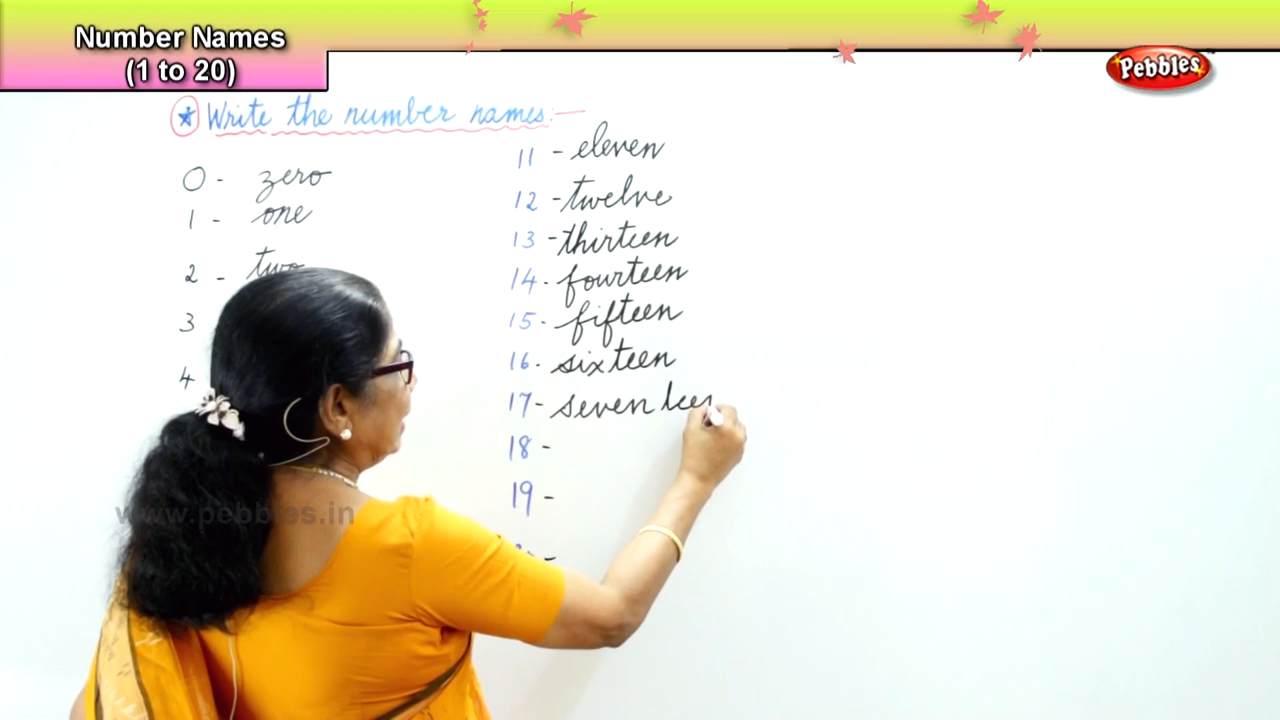 Number Names
(1 to 20)
Pebbles
★ Write the number names:—
0 - zero
1 - one
2 - two
3
4
11 - eleven
12 - twelve
13 - thirteen
14 - fourteen
15 - fifteen
16 - sixteen
17 - seventeen
18 -
19 -
www.pebbles.in